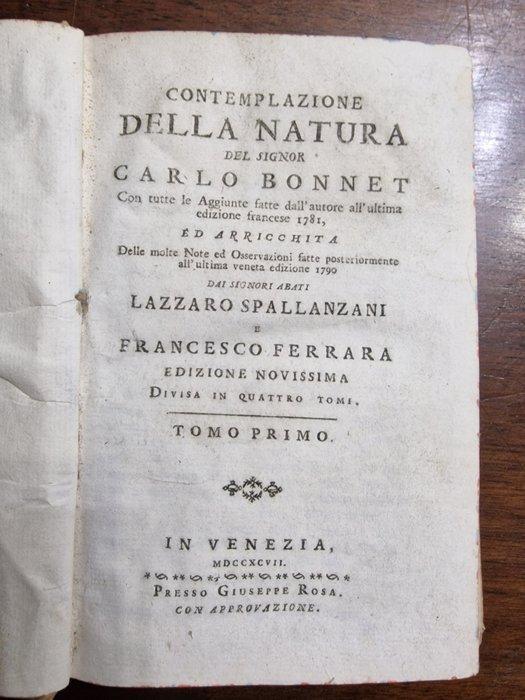 CONTEMPLAZIONE
DELLA NATURA
DEL SIGNOR
CARLO BONNET
Con tutte le Aggiunte fatte dall'autore all'ultima
edizione francese 1781,
ED ARRICCHITA
Delle molte Note ed Osservazioni fatte posteriormente
all'ultima veneta edizione 1790
DAI SIGNORI ABATI
LAZZARO SPALLANZANI
E
FRANCESCO FERRARA
EDIZIONE NOVISSIMA
DIVISA IN QUATTRO TOMI.
TOMO PRIMO.
IN VENEZIA,
MDCCXCVII.
PRESSO GIUSEPPE ROSA.
CON APPROVAZIONE.